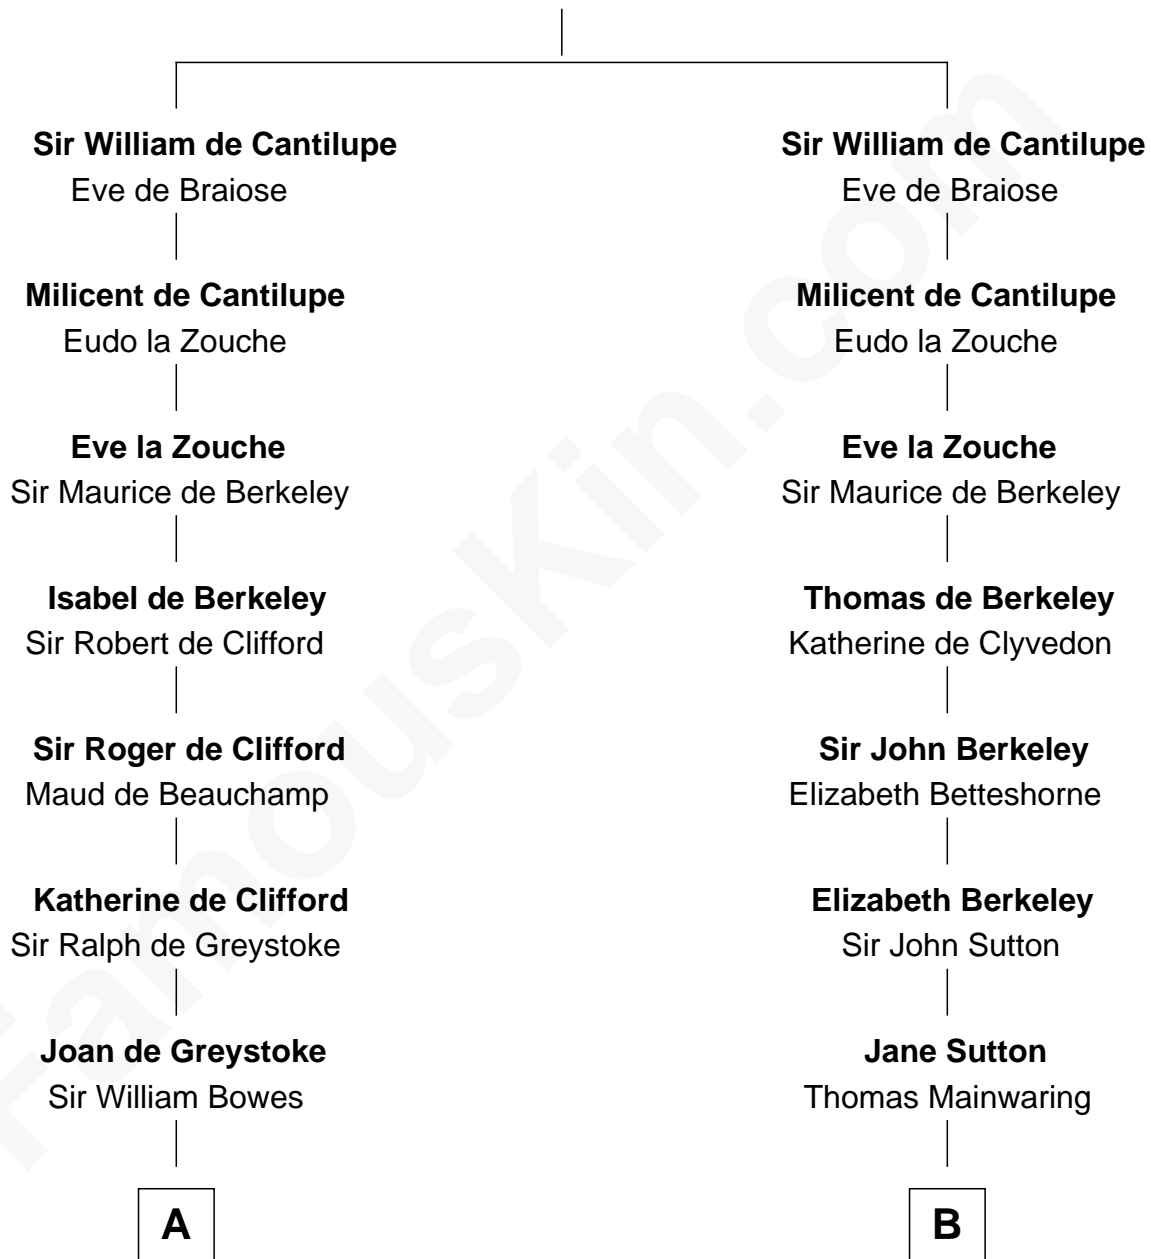 Sir William de Cantilupe
Eve de Braiose
Milicent de Cantilupe
Eudo la Zouche
Eve la Zouche
Sir Maurice de Berkeley
Isabel de Berkeley
Sir Robert de Clifford
Sir Roger de Clifford
Maud de Beauchamp
Katherine de Clifford
Sir Ralph de Greystoke
Joan de Greystoke
Sir William Bowes
A
Sir William de Cantilupe
Eve de Braiose
Milicent de Cantilupe
Eudo la Zouche
Eve la Zouche
Sir Maurice de Berkeley
Thomas de Berkeley
Katherine de Clyvedon
Sir John Berkeley
Elizabeth Betteshorne
Elizabeth Berkeley
Sir John Sutton
Jane Sutton
Thomas Mainwaring
B
FamousKin.com